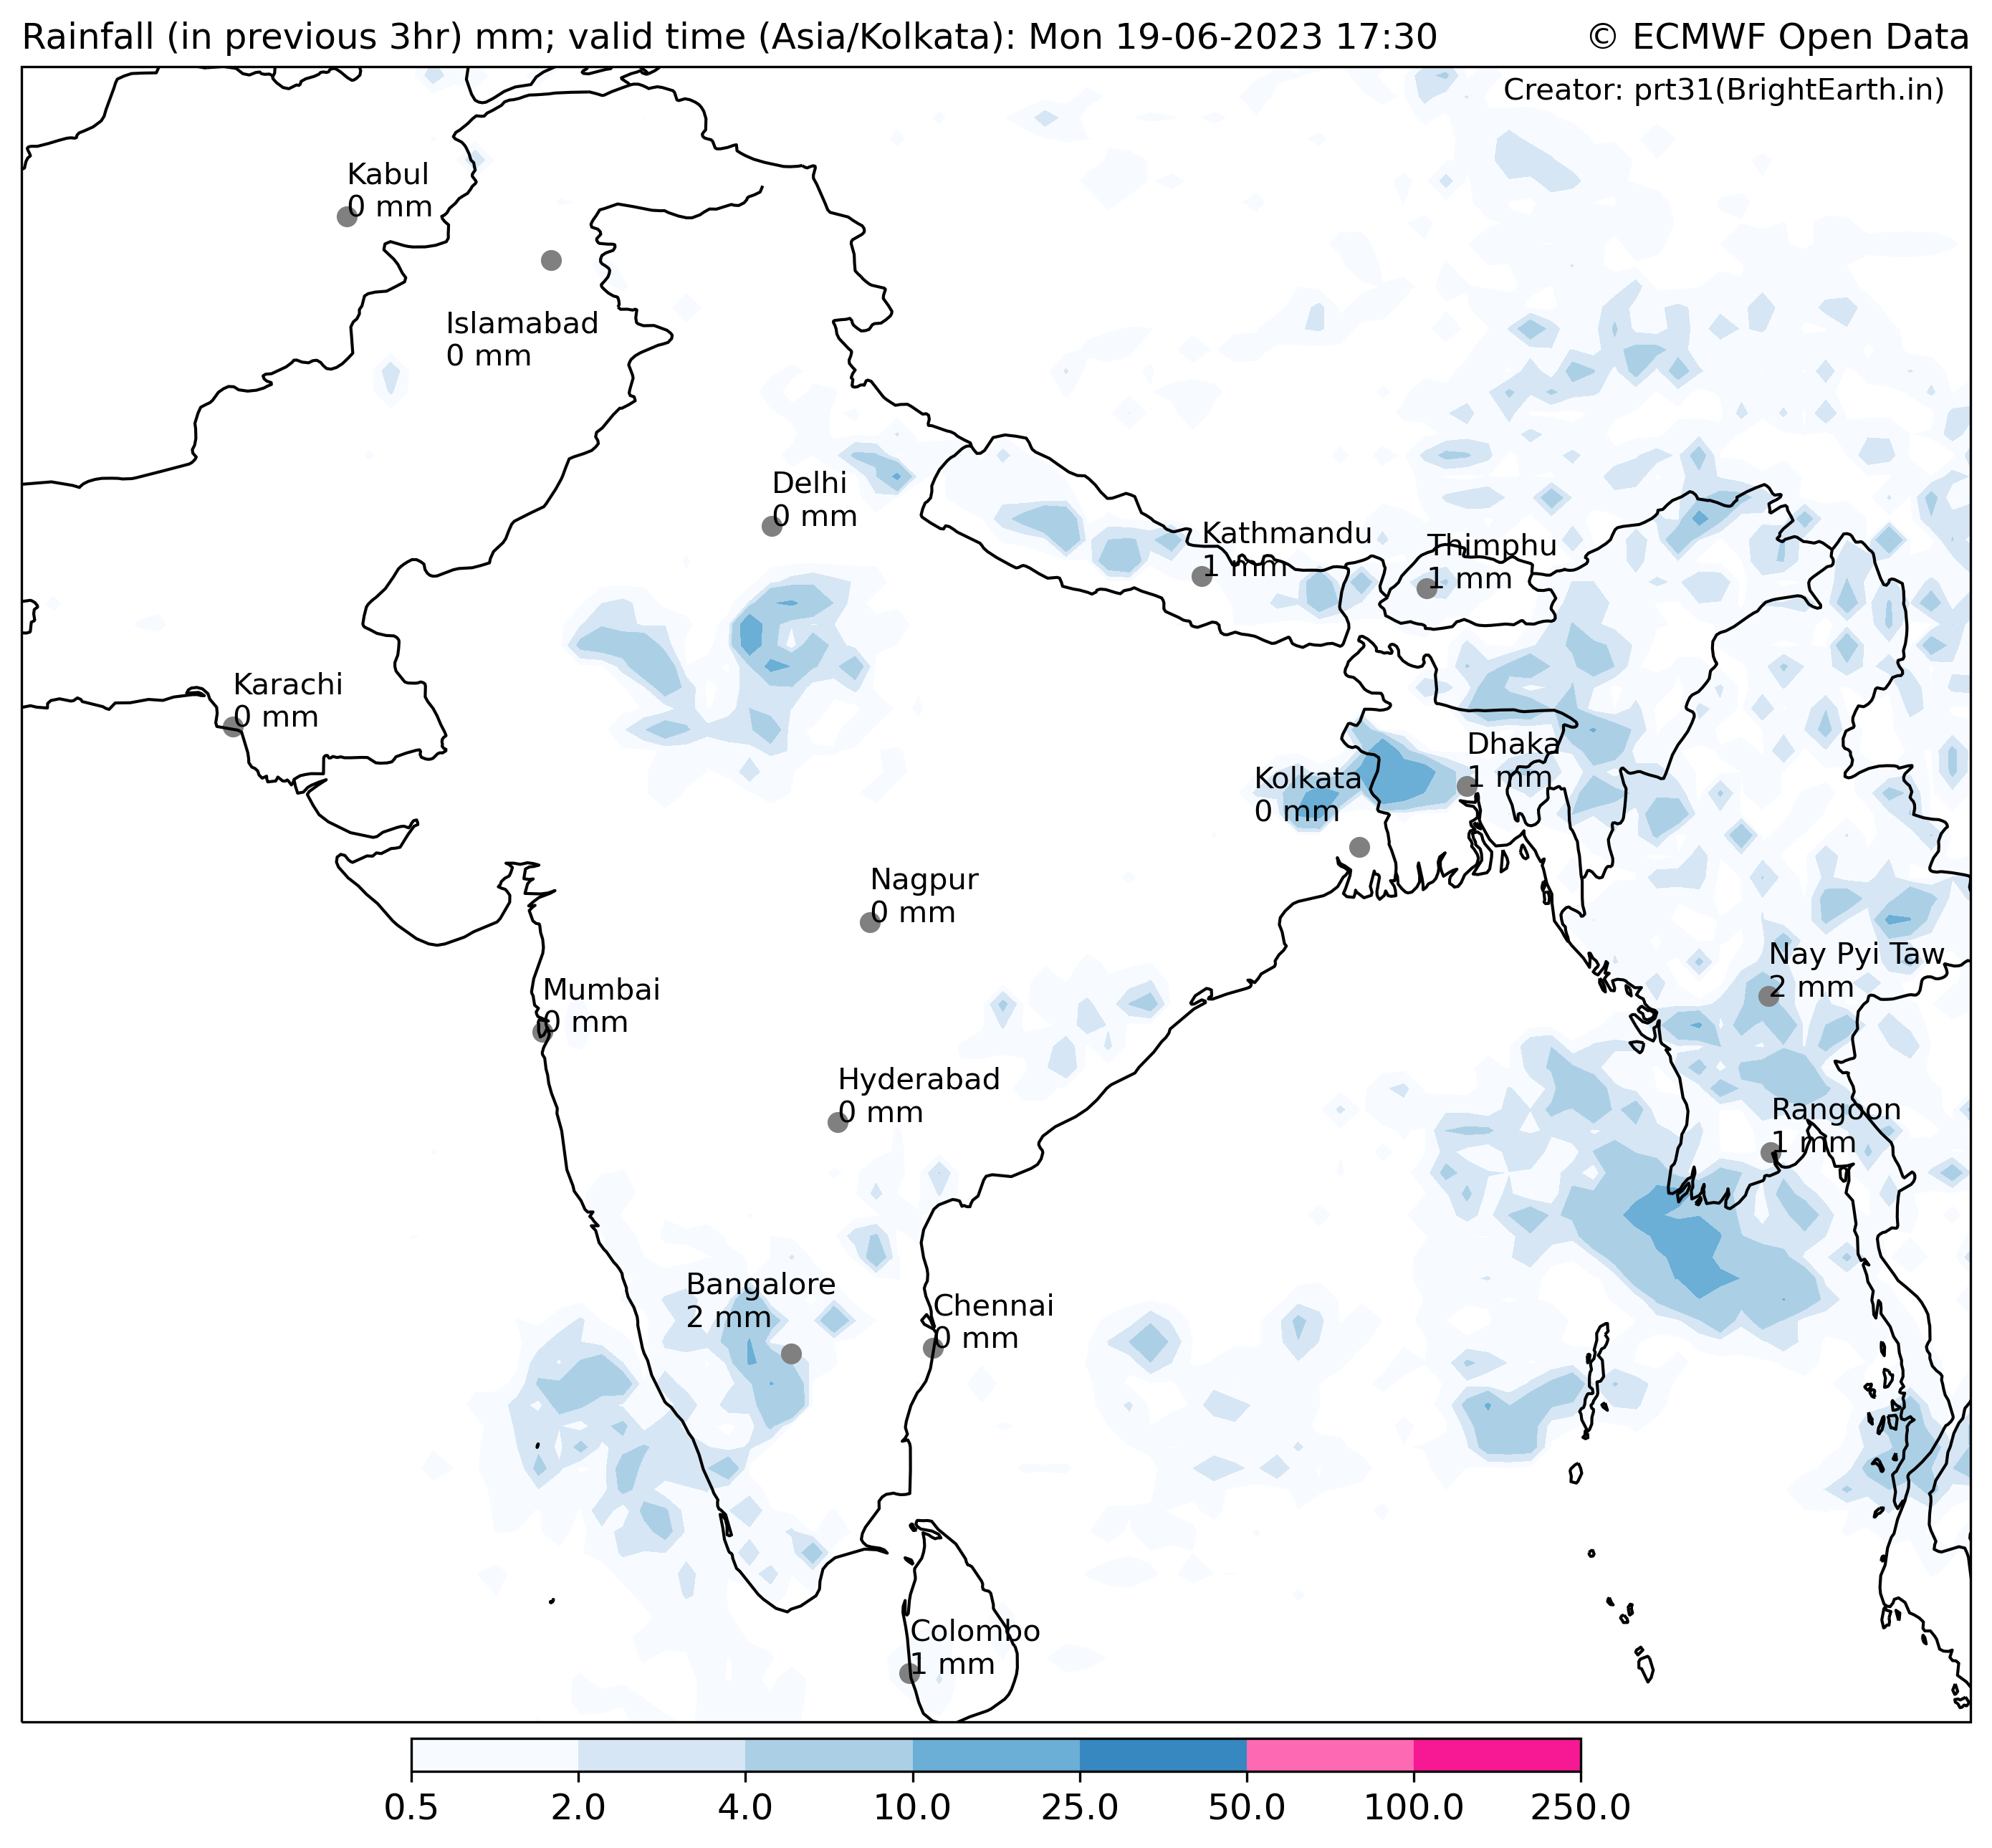 Rainfall (in previous 3hr) mm; valid time (Asia/Kolkata): Mon 19-06-2023 17:30
© ECMWF Open Data
Creator: prt31(BrightEarth.in)
Kabul
0 mm
Islamabad
0 mm
Delhi
0 mm
Kathmandu
1 mm
Thimphu
1 mm
Karachi
0 mm
Dhaka
1 mm
Kolkata
0 mm
Nagpur
0 mm
Nay Pyi Taw
2 mm
Mumbai
0 mm
Hyderabad
0 mm
Rangoon
1 mm
Bangalore
2 mm
Chennai
0 mm
Colombo
1 mm
0.5 2.0 4.0 10.0 25.0 50.0 100.0 250.0